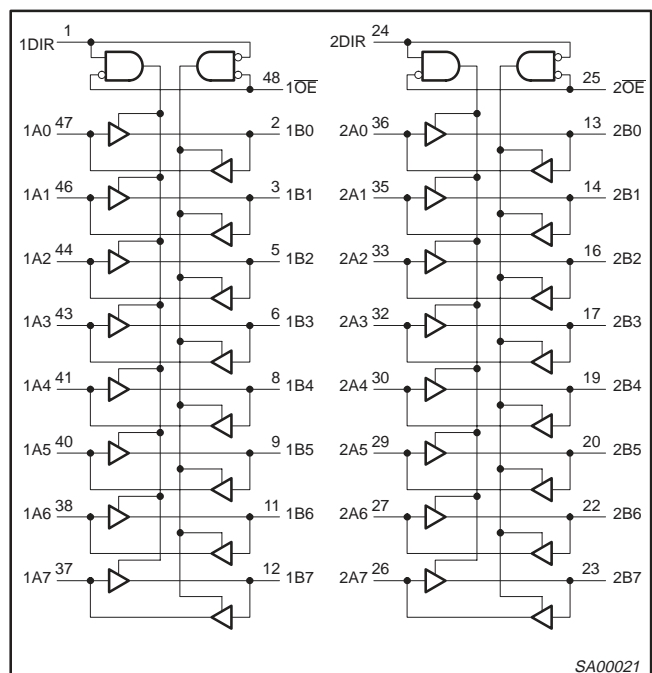 1DIR 1 2DIR 24
48 1OE 25 2OE
1A0 47 2 1B0 2A0 36 13 2B0
1A1 46 3 1B1 2A1 35 14 2B1
1A2 44 5 1B2 2A2 33 16 2B2
1A3 43 6 1B3 2A3 32 17 2B3
1A4 41 8 1B4 2A4 30 19 2B4
1A5 40 9 1B5 2A5 29 20 2B5
1A6 38 11 1B6 2A6 27 22 2B6
1A7 37 12 1B7 2A7 26 23 2B7
SA00021